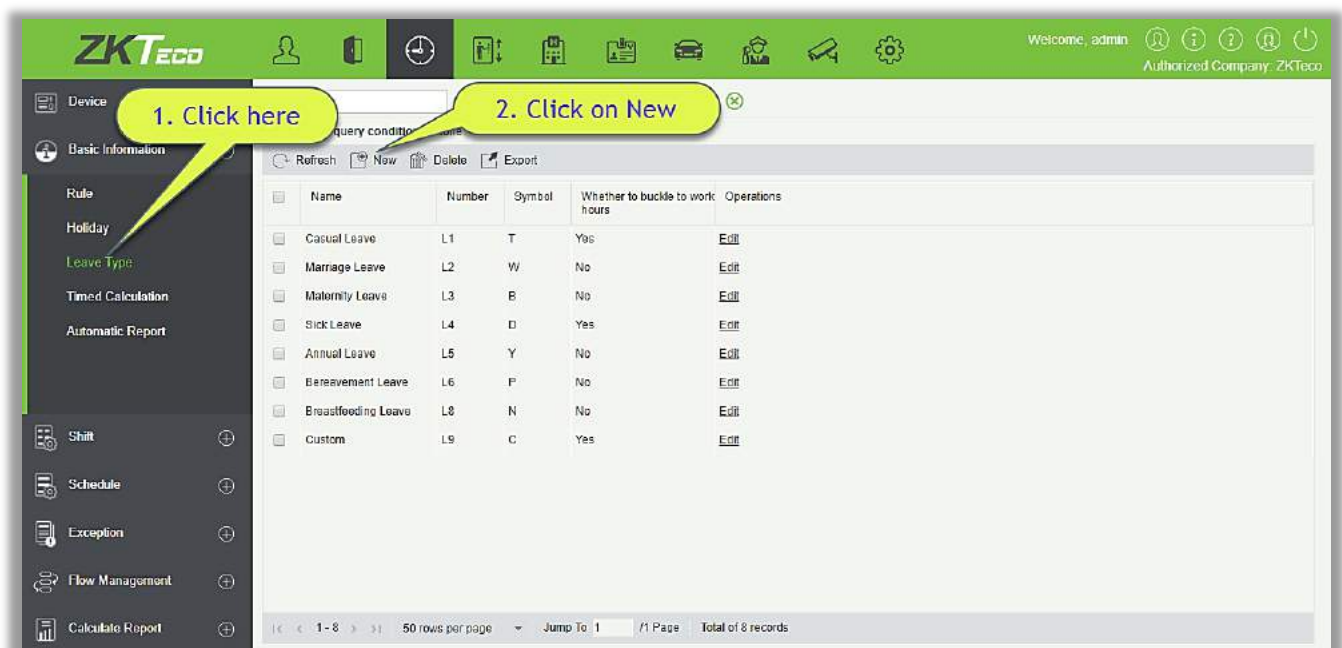 ZKTECO
Welcome, admin
Authorized Company: ZKTeco
Device
1. Click here
2. Click on New
query condition
Basic Information
Refresh New Delete Export
Rule
Holiday
Leave Type
Timed Calculation
Automatic Report
Name Number Symbol Whether to buckle to work hours Operations
Casual Leave L1 T Yes Edit
Marriage Leave L2 W No Edit
Maternity Leave L3 B No Edit
Sick Leave L4 D Yes Edit
Annual Leave L5 Y No Edit
Bereavement Leave L6 P No Edit
Breastfeeding Leave L8 N No Edit
Custom L9 C Yes Edit
Shift
Schedule
Exception
Flow Management
Calculate Report
1-8 50 rows per page Jump To 1 /1 Page Total of 8 records